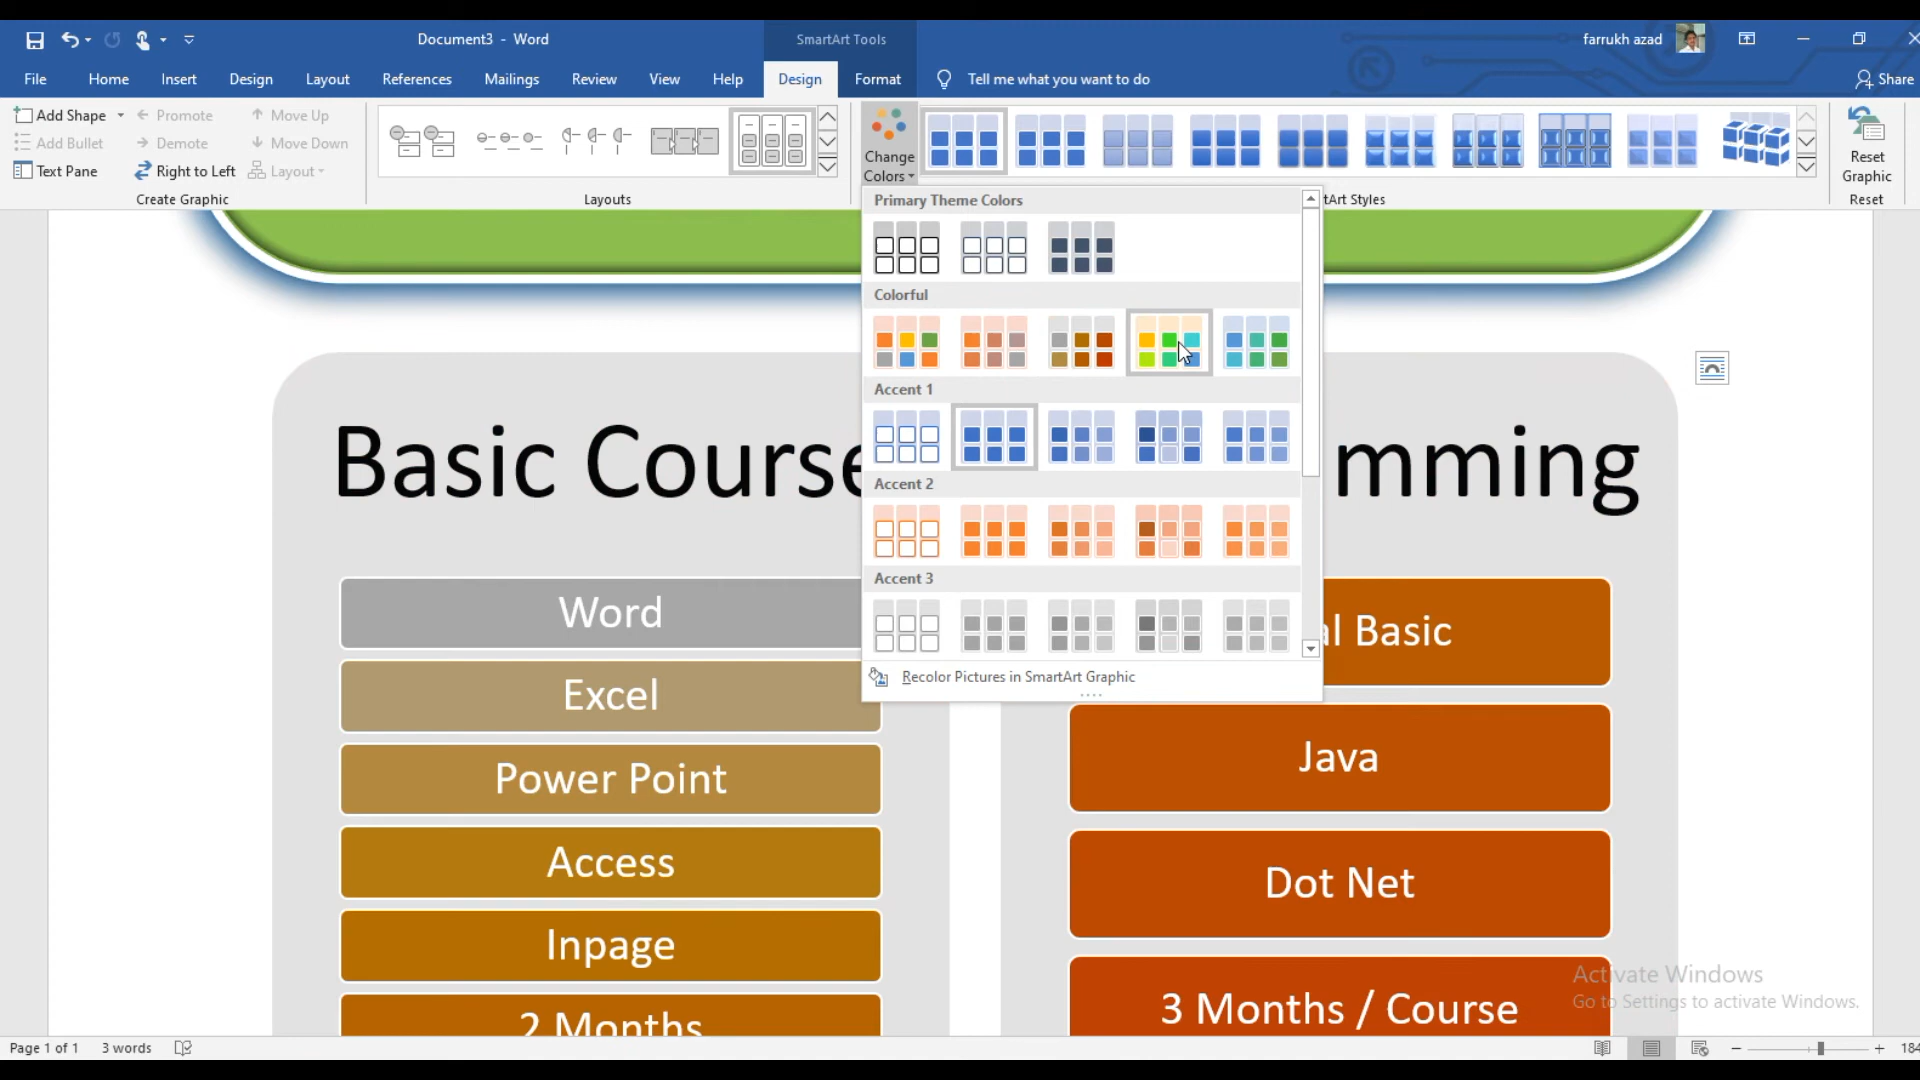 Document3 - Word
SmartArt Tools
farrukh azad
File Home Insert Design Layout References Mailings Review View Help Design Format Tell me what you want to do Share
Add Shape Promote Move Up
Add Bullet Demote Move Down
Text Pane Right to Left Layout
Create Graphic
Layouts
Change
Colors
tArt Styles
Reset
Graphic
Reset
Primary Theme Colors
Colorful
Accent 1
Accent 2
Accent 3
Recolor Pictures in SmartArt Graphic
Basic Course
mming
Word
Excel
Power Point
Access
Inpage
2 Months
al Basic
Java
Dot Net
3 Months / Course
Activate Windows
Go to Settings to activate Windows.
Page 1 of 1 3 words
184